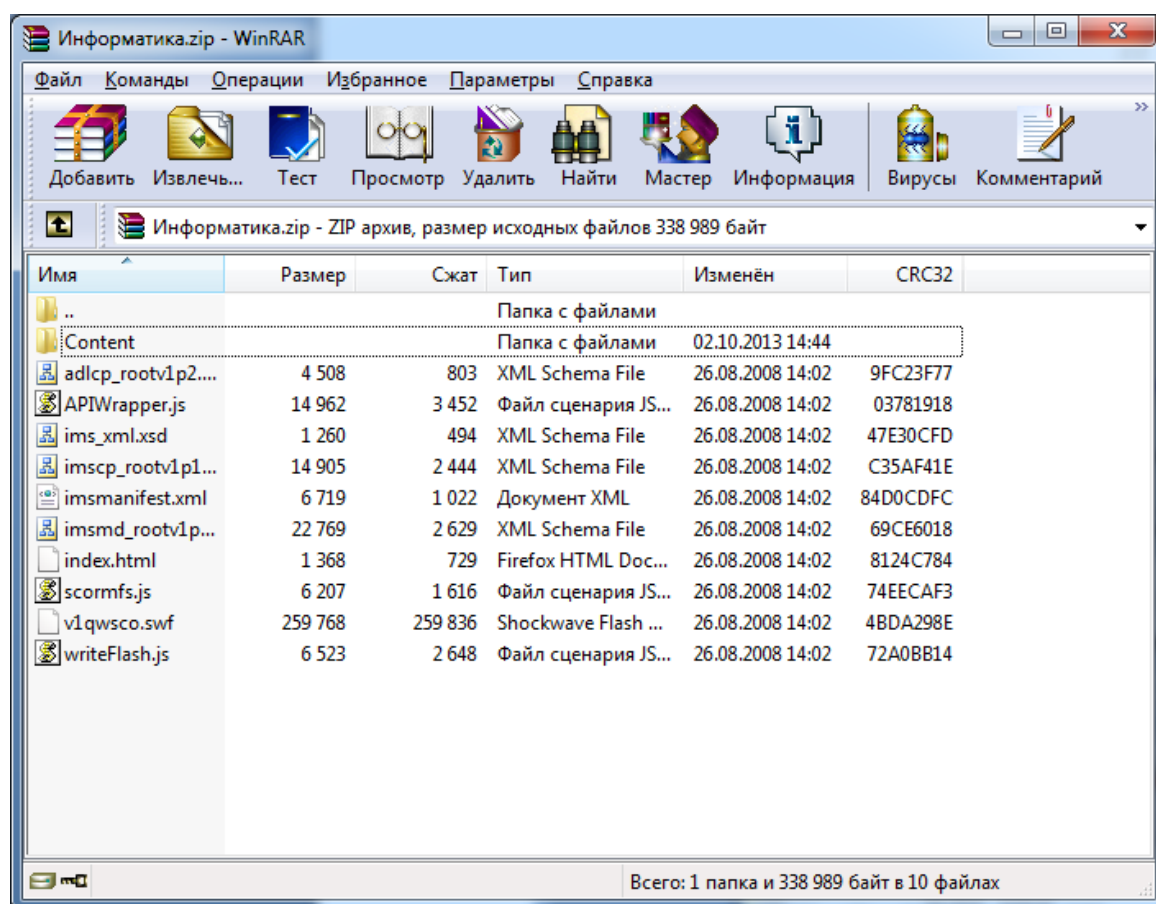 Информатика.zip - WinRAR
Файл Команды Операции Избранное Параметры Справка
Добавить Извлечь... Тест Просмотр Удалить Найти Мастер Информация Вирусы Комментарий
Информатика.zip - ZIP архив, размер исходных файлов 338 989 байт
Имя Размер Сжат Тип Изменён CRC32
.. Папка с файлами
Content Папка с файлами 02.10.2013 14:44
adlcp_rootv1p2.... 4 508 803 XML Schema File 26.08.2008 14:02 9FC23F77
APIWrapper.js 14 962 3 452 Файл сценария JS... 26.08.2008 14:02 03781918
ims_xml.xsd 1 260 494 XML Schema File 26.08.2008 14:02 47E30CFD
imscp_rootv1p1... 14 905 2 444 XML Schema File 26.08.2008 14:02 C35AF41E
imsmanifest.xml 6 719 1 022 Документ XML 26.08.2008 14:02 84D0CDFC
imsmd_rootv1p... 22 769 2 629 XML Schema File 26.08.2008 14:02 69CE6018
index.html 1 368 729 Firefox HTML Doc... 26.08.2008 14:02 8124C784
scormfs.js 6 207 1 616 Файл сценария JS... 26.08.2008 14:02 74EECAF3
v1qwsco.swf 259 768 259 836 Shockwave Flash ... 26.08.2008 14:02 4BDA298E
writeFlash.js 6 523 2 648 Файл сценария JS... 26.08.2008 14:02 72A0BB14
Всего: 1 папка и 338 989 байт в 10 файлах